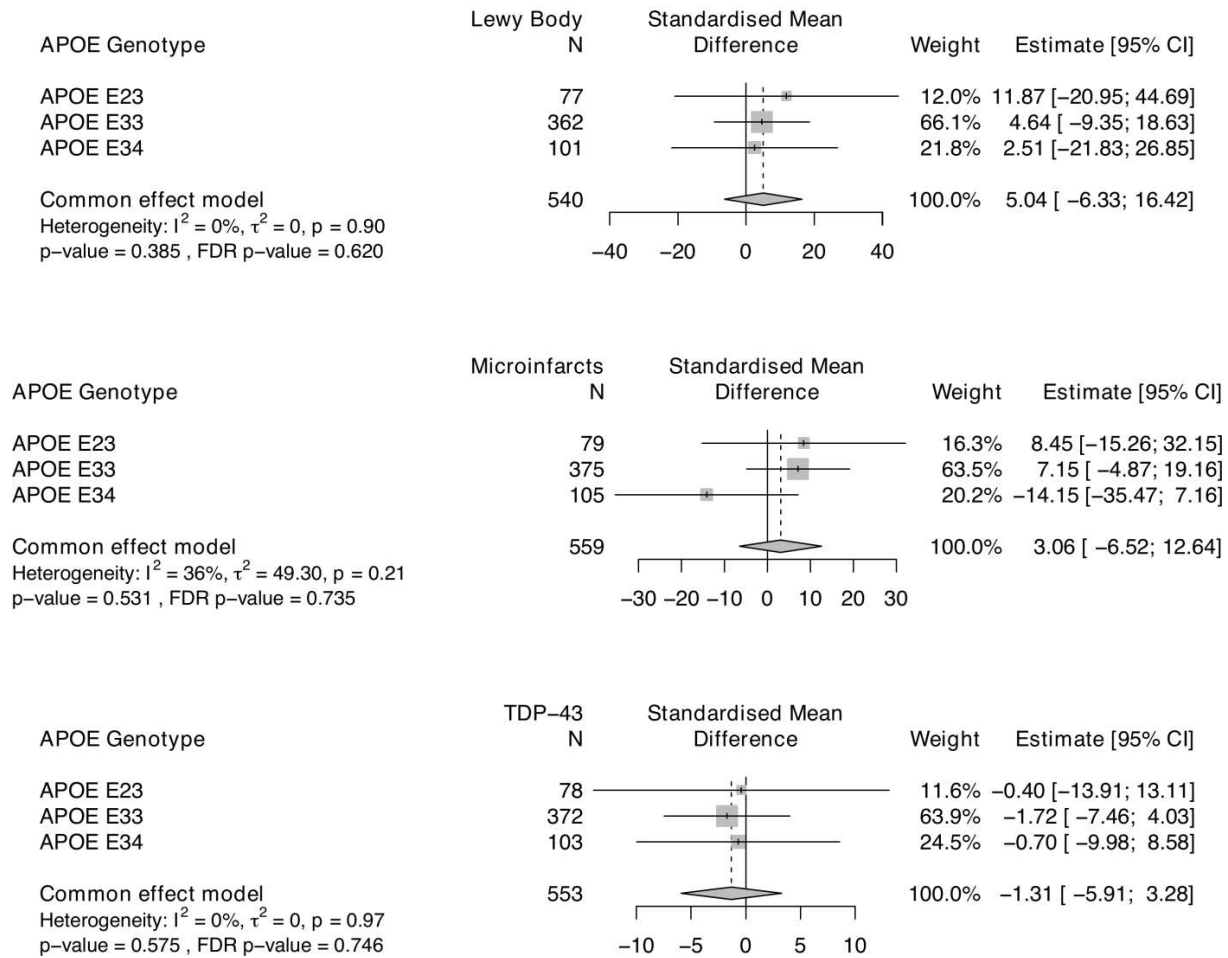 Lewy Body Standardised Mean
APOE Genotype N Difference Weight Estimate [95% CI]
APOE E23 77 12.0% 11.87 [−20.95; 44.69]
APOE E33 362 66.1% 4.64 [ −9.35; 18.63]
APOE E34 101 21.8% 2.51 [−21.83; 26.85]
Common effect model 540 100.0% 5.04 [ −6.33; 16.42]
Heterogeneity: I² = 0%, τ² = 0, p = 0.90
p−value = 0.385 , FDR p−value = 0.620
−40 −20 0 20 40
Microinfarcts Standardised Mean
APOE Genotype N Difference Weight Estimate [95% CI]
APOE E23 79 16.3% 8.45 [−15.26; 32.15]
APOE E33 375 63.5% 7.15 [ −4.87; 19.16]
APOE E34 105 20.2% −14.15 [−35.47; 7.16]
Common effect model 559 100.0% 3.06 [ −6.52; 12.64]
Heterogeneity: I² = 36%, τ² = 49.30, p = 0.21
p−value = 0.531 , FDR p−value = 0.735
−30 −20 −10 0 10 20 30
TDP−43 Standardised Mean
APOE Genotype N Difference Weight Estimate [95% CI]
APOE E23 78 11.6% −0.40 [−13.91; 13.11]
APOE E33 372 63.9% −1.72 [ −7.46; 4.03]
APOE E34 103 24.5% −0.70 [ −9.98; 8.58]
Common effect model 553 100.0% −1.31 [ −5.91; 3.28]
Heterogeneity: I² = 0%, τ² = 0, p = 0.97
p−value = 0.575 , FDR p−value = 0.746
−10 −5 0 5 10